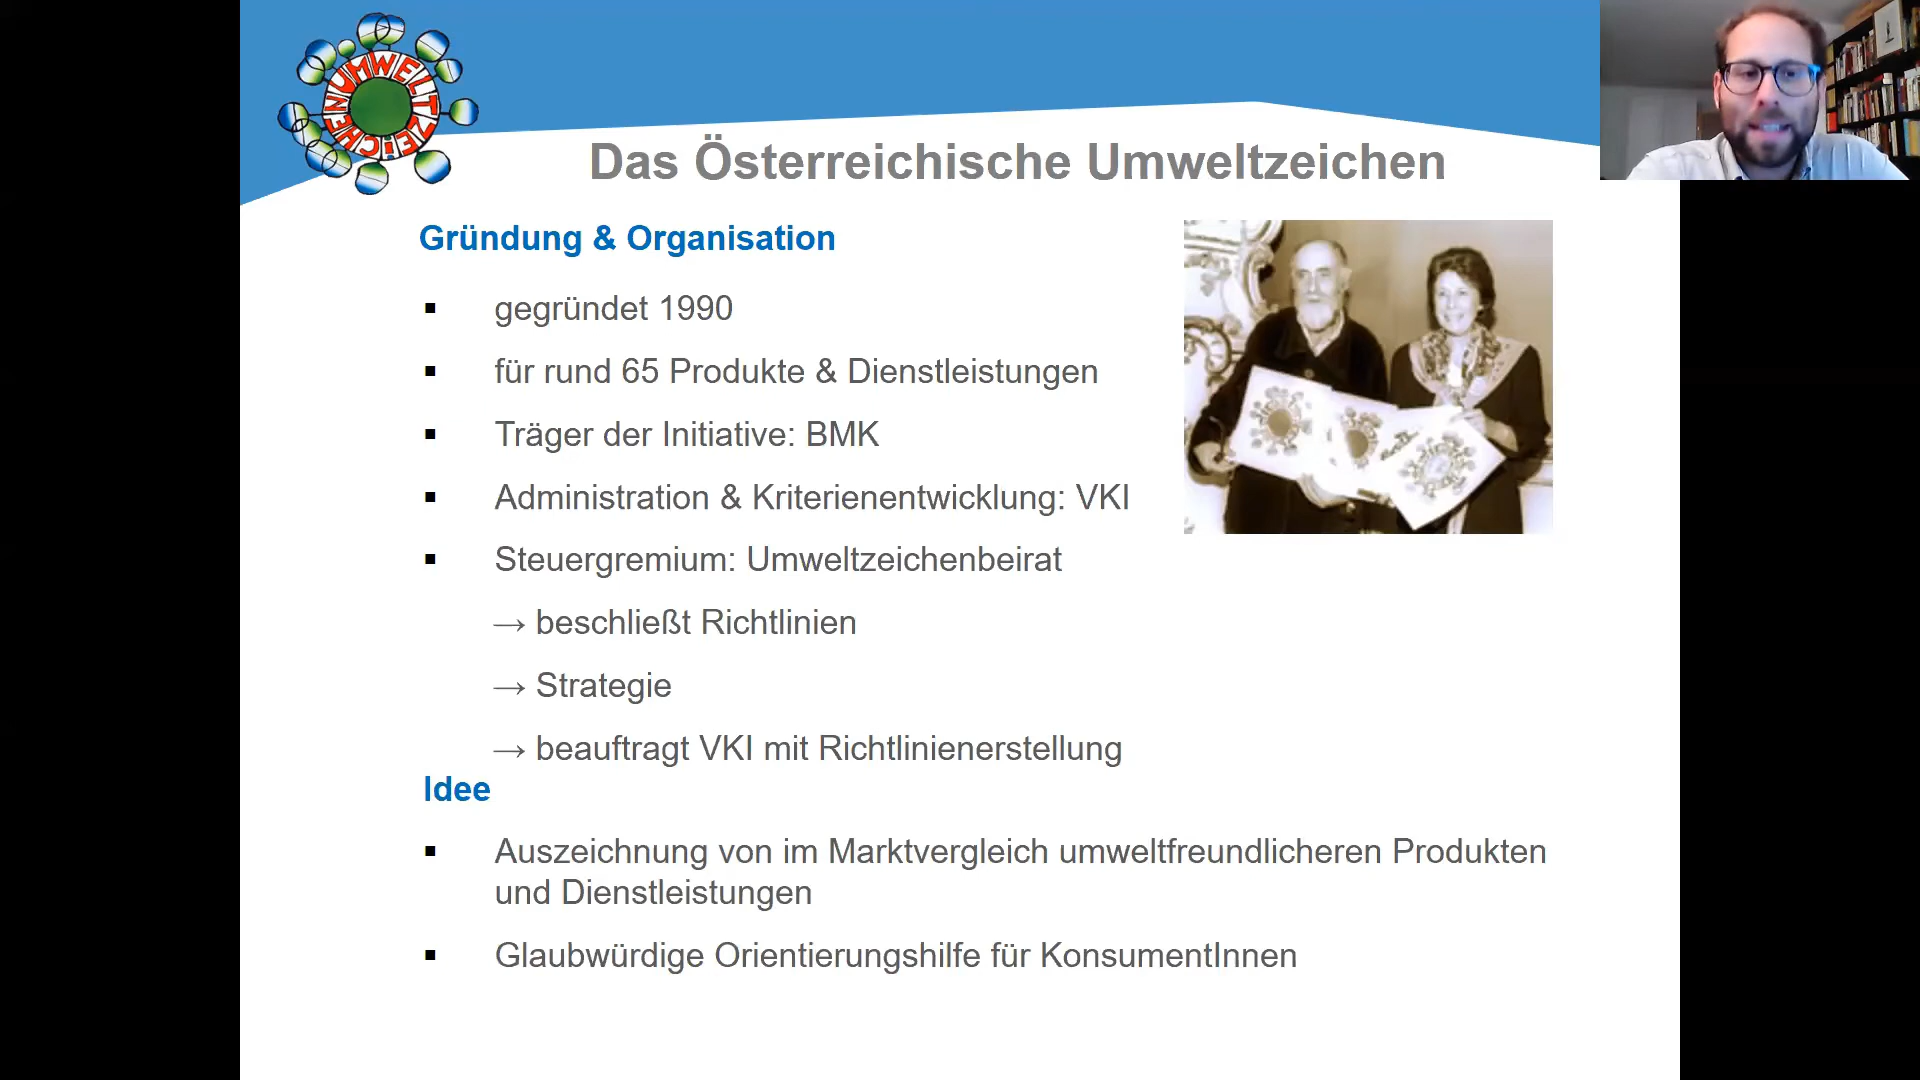 UMWELTZEICHEN
Das Österreichische Umweltzeichen
Gründung & Organisation
▪ gegründet 1990
▪ für rund 65 Produkte & Dienstleistungen
▪ Träger der Initiative: BMK
▪ Administration & Kriterienentwicklung: VKI
▪ Steuergremium: Umweltzeichenbeirat
→ beschließt Richtlinien
→ Strategie
→ beauftragt VKI mit Richtlinienerstellung
Idee
▪ Auszeichnung von im Marktvergleich umweltfreundlicheren Produkten
und Dienstleistungen
▪ Glaubwürdige Orientierungshilfe für KonsumentInnen